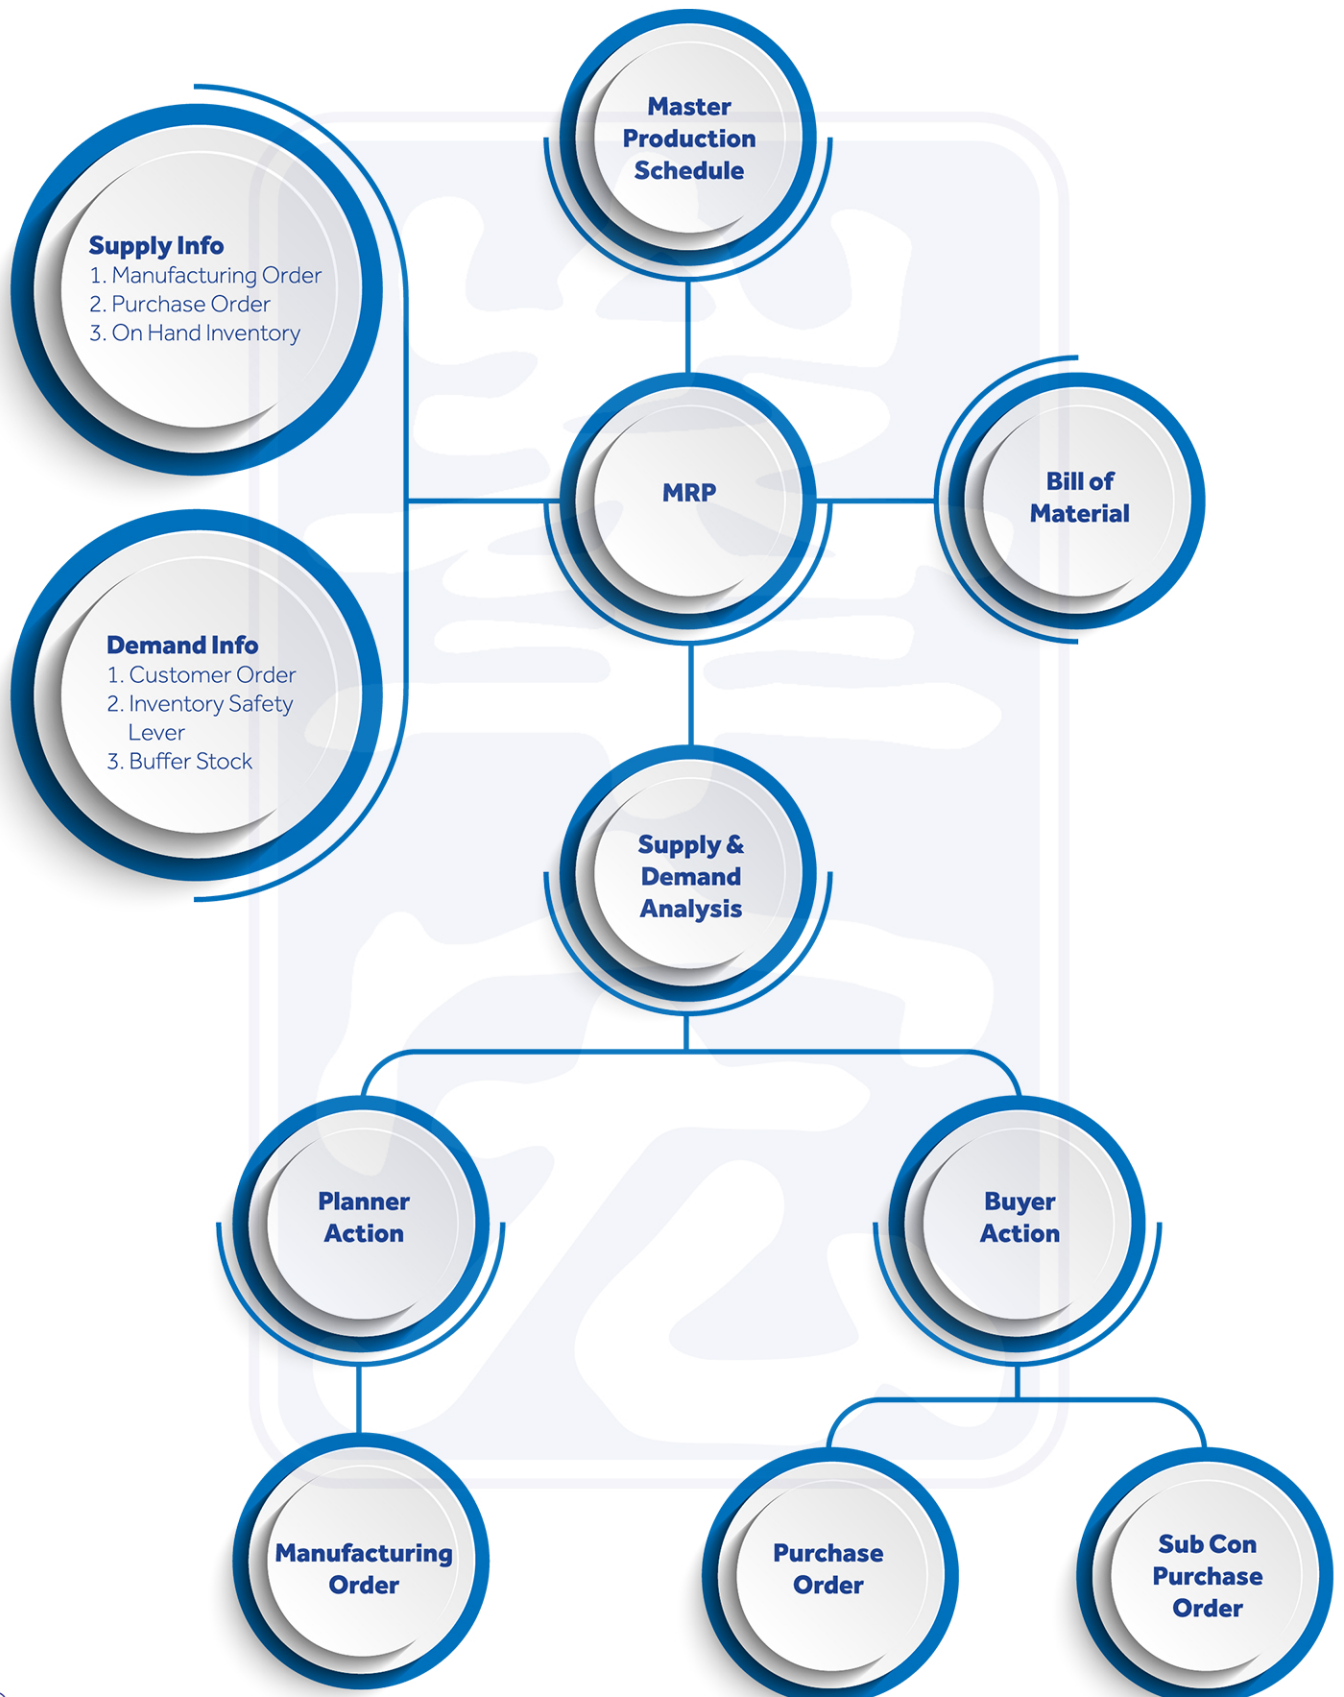 Master
Production
Schedule
Supply Info
1. Manufacturing Order
2. Purchase Order
3. On Hand Inventory
MRP
Bill of
Material
Demand Info
1. Customer Order
2. Inventory Safety
Lever
3. Buffer Stock
Supply &
Demand
Analysis
Planner
Action
Buyer
Action
Manufacturing
Order
Purchase
Order
Sub Con
Purchase
Order